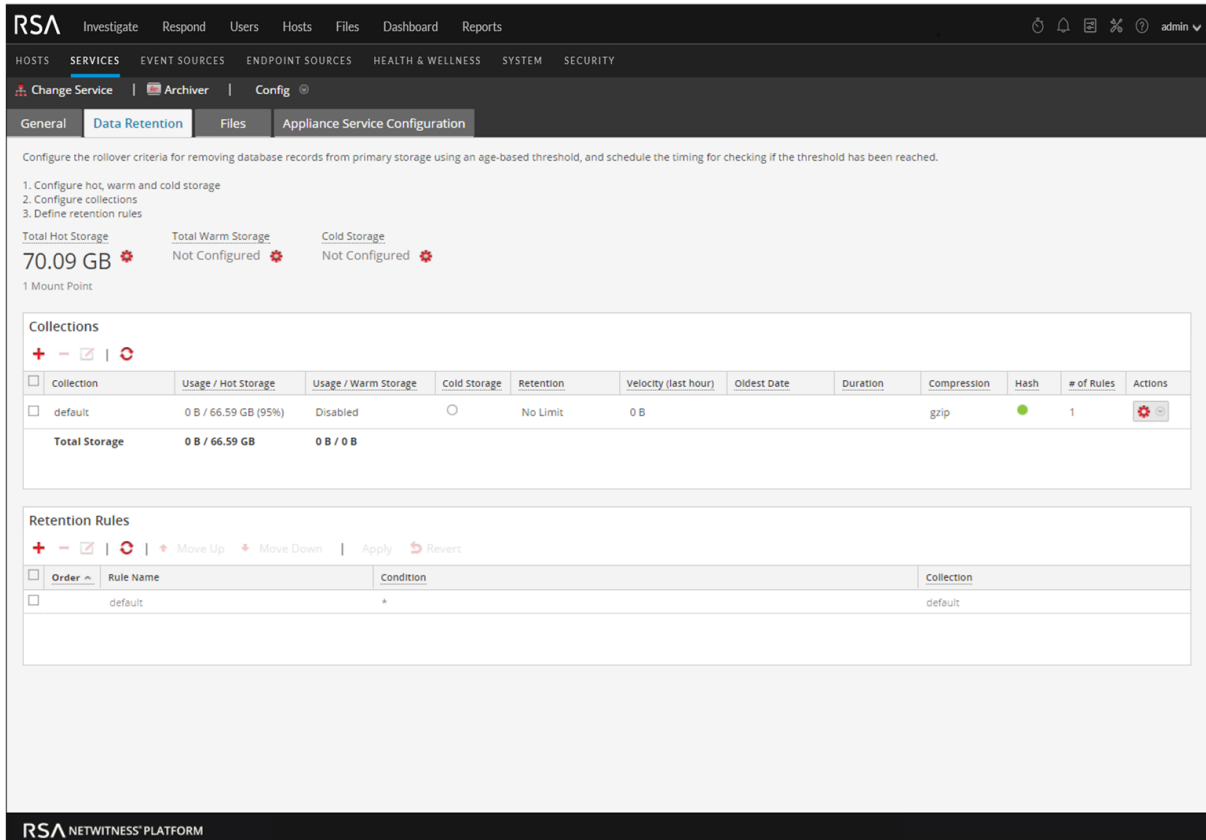 RSA Investigate Respond Users Hosts Files Dashboard Reports admin
HOSTS SERVICES EVENT SOURCES ENDPOINT SOURCES HEALTH & WELLNESS SYSTEM SECURITY
Change Service | Archiver | Config
General Data Retention Files Appliance Service Configuration
Configure the rollover criteria for removing database records from primary storage using an age-based threshold, and schedule the timing for checking if the threshold has been reached.
1. Configure hot, warm and cold storage
2. Configure collections
3. Define retention rules
Total Hot Storage Total Warm Storage Cold Storage
70.09 GB Not Configured Not Configured
1 Mount Point
Collections
Collection Usage / Hot Storage Usage / Warm Storage Cold Storage Retention Velocity (last hour) Oldest Date Duration Compression Hash # of Rules Actions
default 0 B / 66.59 GB (95%) Disabled No Limit 0 B gzip 1
Total Storage 0 B / 66.59 GB 0 B / 0 B
Retention Rules
Move Up Move Down | Apply Revert
Order Rule Name Condition Collection
default * default
RSA NETWITNESS® PLATFORM